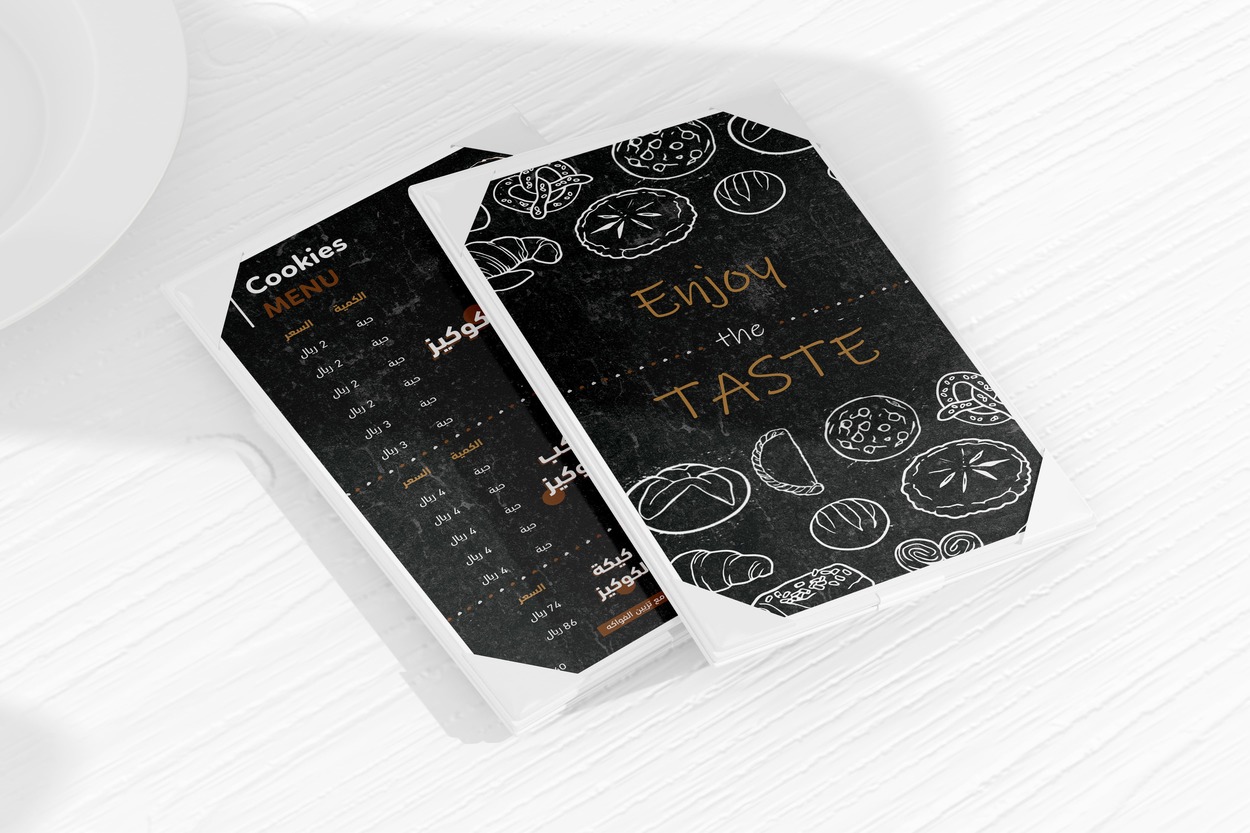 Cookies
MENU
الكمية السعر
كوكيز
حبة 2 ريال
حبة 2 ريال
حبة 2 ريال
حبة 2 ريال
حبة 3 ريال
حبة 3 ريال
الكمية السعر
حبة 4 ريال
حبة 4 ريال
حبة 4 ريال
حبة 4 ريال
حبة 4 ريال
كيكة
السعر
74 ريال
86 ريال
مع تزيين الفواكه
Enjoy
the
TASTE